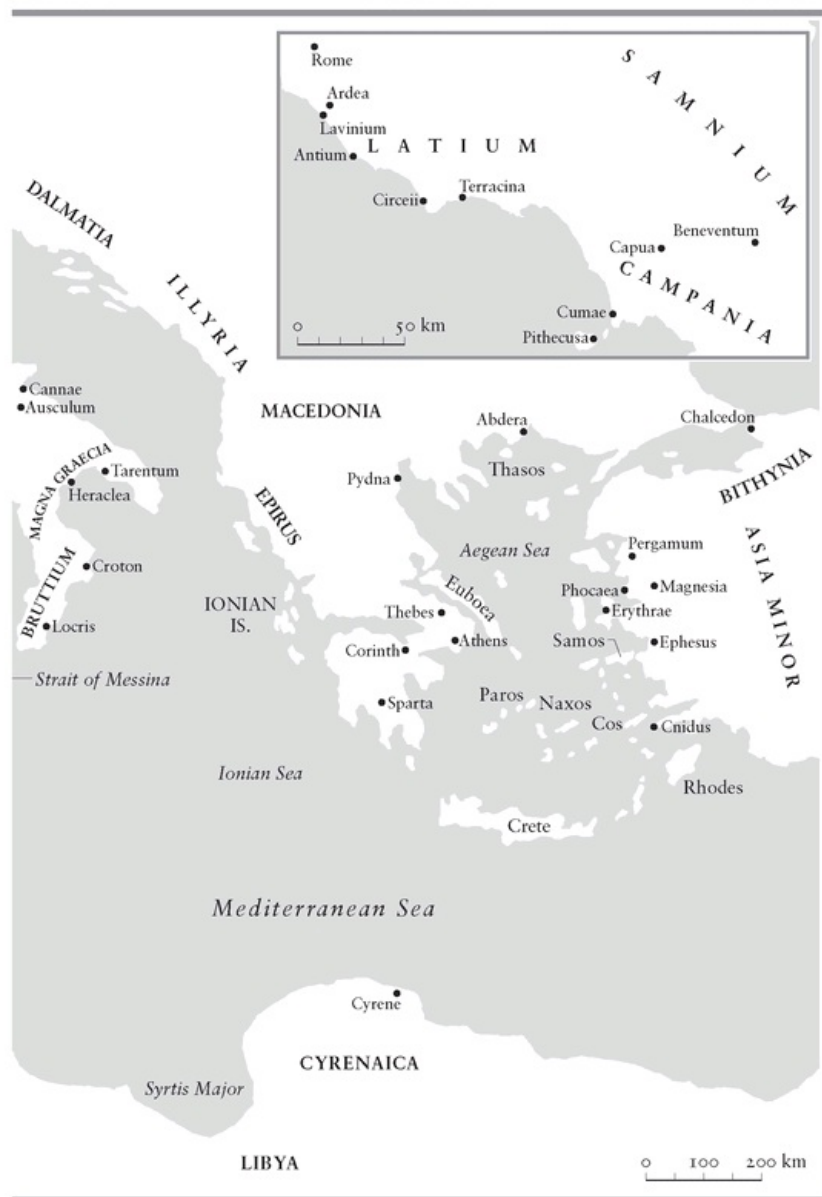 Rome
Ardea
Lavinium
Antium
LATIUM
SAMNIUM
Circeii
Terracina
Beneventum
Capua
CAMPANIA
Cumae
Pithecusa
0 50 km
DALMATIA
ILLYRIA
Cannae
Ausculum
MACEDONIA
Abdera
Chalcedon
MAGNA GRAECIA
Tarentum
Heraclea
Pydna
Thasos
BITHYNIA
EPIRUS
Aegean Sea
Pergamum
ASIA MINOR
Croton
BRUTTIUM
Euboea
Phocaea
Magnesia
IONIAN
IS.
Thebes
Erythrae
Locris
Athens
Samos
Ephesus
Corinth
Strait of Messina
Sparta
Paros
Naxos
Cos
Cnidus
Ionian Sea
Rhodes
Crete
Mediterranean Sea
Cyrene
CYRENAICA
Syrtis Major
LIBYA
0 100 200 km